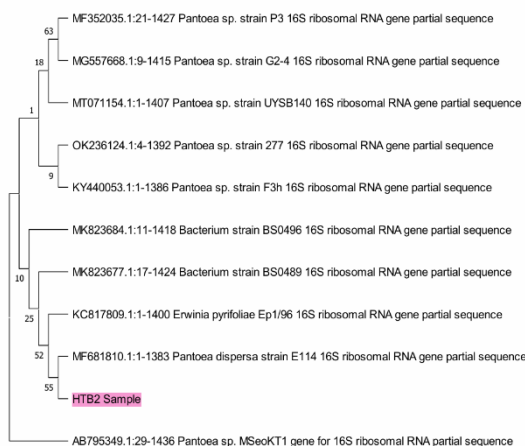 MF352035.1:21-1427 Pantoea sp. strain P3 16S ribosomal RNA gene partial sequence
63
MG557668.1:9-1415 Pantoea sp. strain G2-4 16S ribosomal RNA gene partial sequence
18
MT071154.1:1-1407 Pantoea sp. strain UYSB140 16S ribosomal RNA gene partial sequence
1
OK236124.1:4-1392 Pantoea sp. strain 277 16S ribosomal RNA gene partial sequence
9
KY440053.1:1-1386 Pantoea sp. strain F3h 16S ribosomal RNA gene partial sequence
MK823684.1:11-1418 Bacterium strain BS0496 16S ribosomal RNA gene partial sequence
10
MK823677.1:17-1424 Bacterium strain BS0489 16S ribosomal RNA gene partial sequence
25
KC817809.1:1-1400 Erwinia pyrifoliae Ep1/96 16S ribosomal RNA gene partial sequence
52
MF681810.1:1-1383 Pantoea dispersa strain E114 16S ribosomal RNA gene partial sequence
55
HTB2 Sample
AB795349.1:29-1436 Pantoea sp. MSeoKT1 gene for 16S ribosomal RNA partial sequence